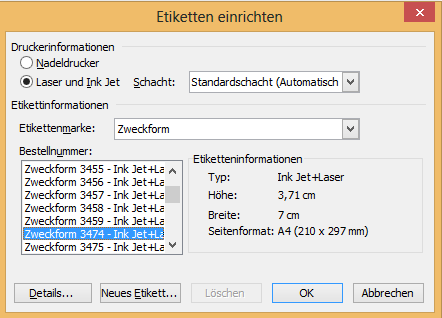 Etiketten einrichten
Druckerinformationen
Nadeldrucker
Laser und Ink Jet Schacht: Standardschacht (Automatisch
Etikettinformationen
Etikettenmarke: Zweckform
Bestellnummer:
Zweckform 3455 - Ink Jet+La
Zweckform 3456 - Ink Jet+La
Zweckform 3457 - Ink Jet+La
Zweckform 3458 - Ink Jet+La
Zweckform 3459 - Ink Jet+La
Zweckform 3474 - Ink Jet+La
Zweckform 3475 - Ink Jet+La
Etiketteninformationen
Typ: Ink Jet+Laser
Höhe: 3,71 cm
Breite: 7 cm
Seitenformat: A4 (210 x 297 mm)
Details... Neues Etikett... Löschen OK Abbrechen